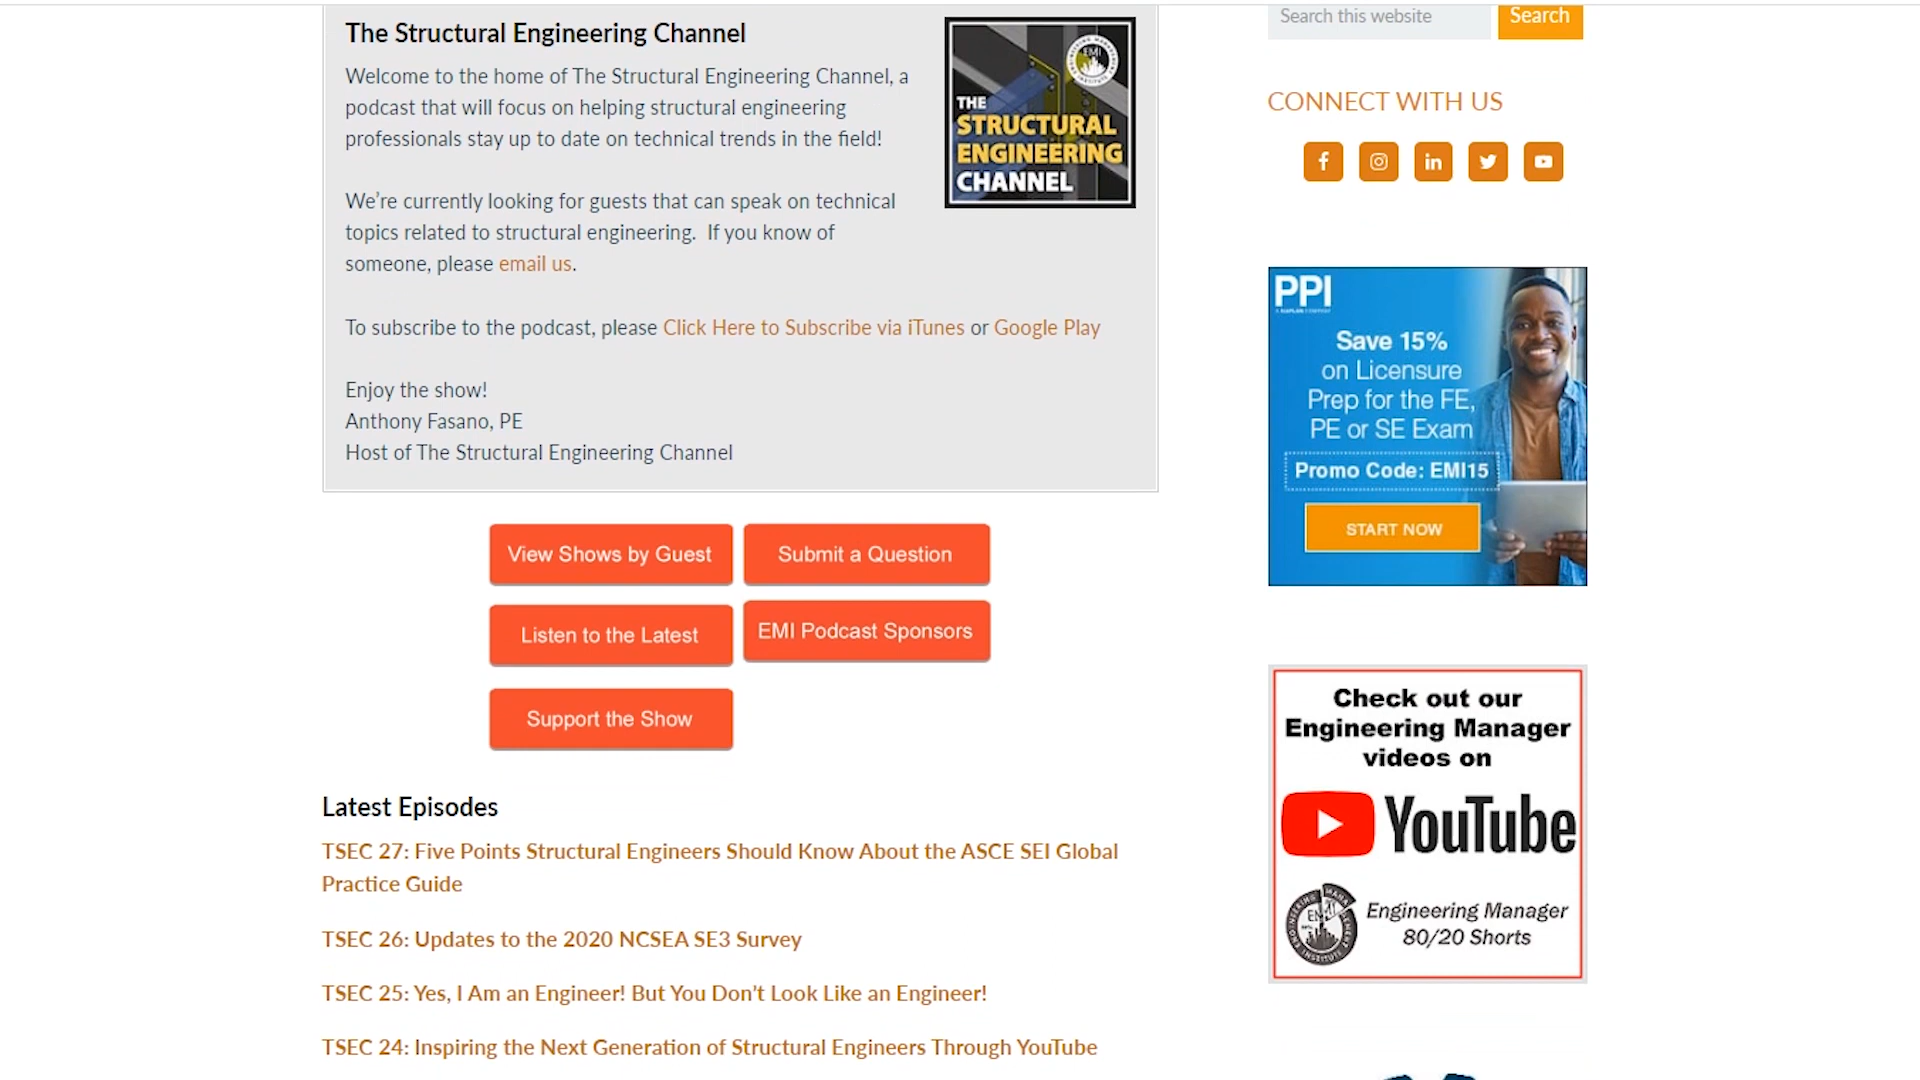 The Structural Engineering Channel
Welcome to the home of The Structural Engineering Channel, a
podcast that will focus on helping structural engineering
professionals stay up to date on technical trends in the field!
We’re currently looking for guests that can speak on technical
topics related to structural engineering.  If you know of
someone, please email us.
To subscribe to the podcast, please Click Here to Subscribe via iTunes or Google Play
Enjoy the show!
Anthony Fasano, PE
Host of The Structural Engineering Channel
EMI
THE
STRUCTURAL
ENGINEERING
CHANNEL
View Shows by Guest
Submit a Question
Listen to the Latest
EMI Podcast Sponsors
Support the Show
Latest Episodes
TSEC 27: Five Points Structural Engineers Should Know About the ASCE SEI Global
Practice Guide
TSEC 26: Updates to the 2020 NCSEA SE3 Survey
TSEC 25: Yes, I Am an Engineer! But You Don’t Look Like an Engineer!
TSEC 24: Inspiring the Next Generation of Structural Engineers Through YouTube
Search this website
Search
CONNECT WITH US
PPI
A KAPLAN COMPANY
Save 15%
on Licensure
Prep for the FE,
PE or SE Exam
Promo Code: EMI15
START NOW
Check out our
Engineering Manager
videos on
YouTube
EMI
Engineering Manager
80/20 Shorts